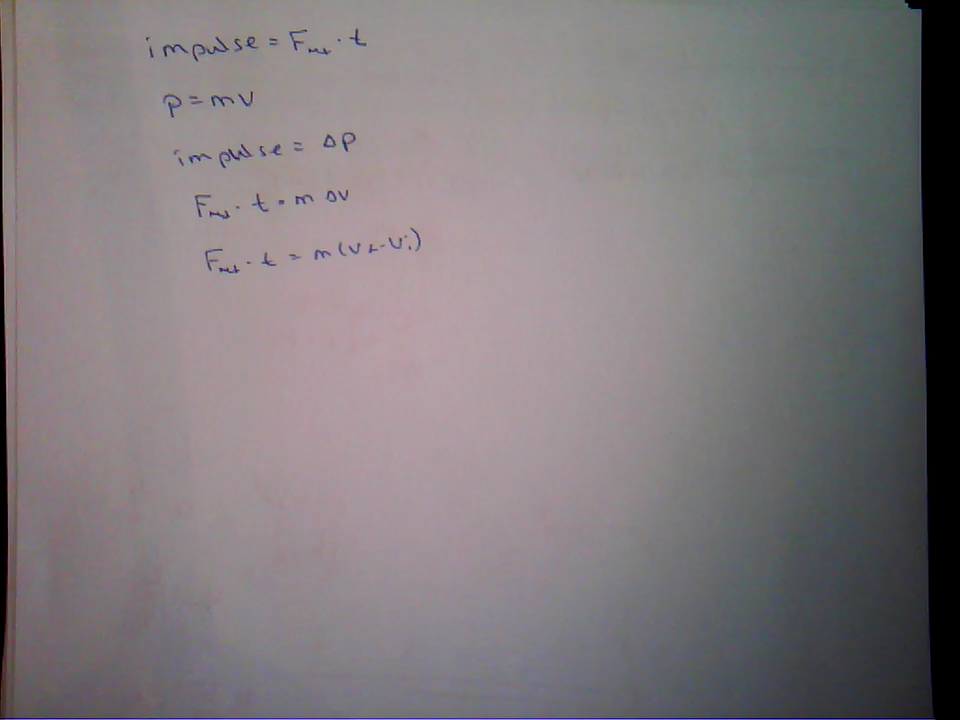 impulse = Fnet · t
p = mv
impulse = Δp
Fnet · t = m Δv
Fnet · t = m(vf - vi)